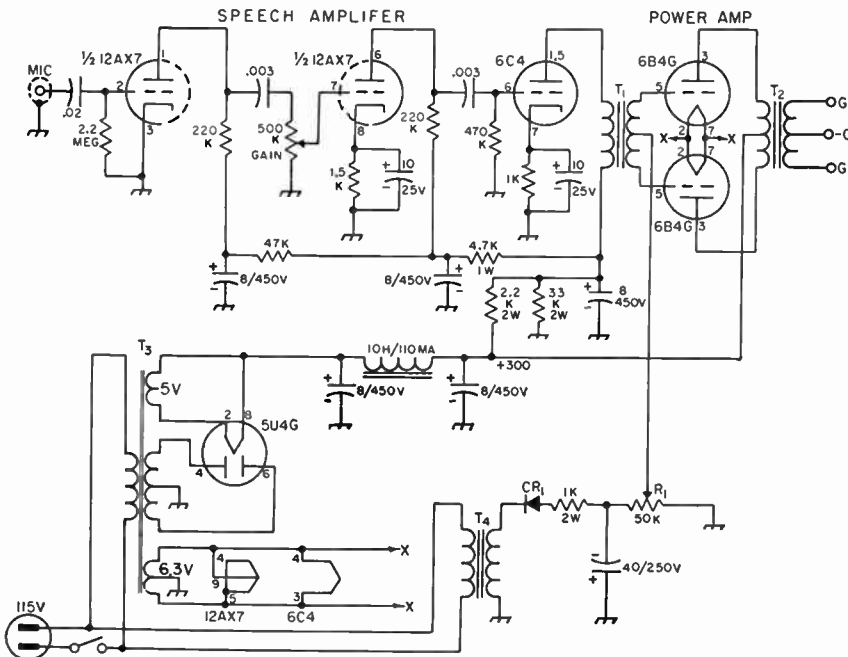 SPEECH AMPLIFER
POWER AMP
MIC
.02
2.2 MEG
½ 12AX7
1
2
3
220 K
.003
500 K
GAIN
½ 12AX7
6
7
8
1.5 K
10
25V
220 K
.003
470 K
6C4
1,5
6
7
1K
10
25V
T1
6B4G
3
5
2
7
X
X
2
7
5
3
6B4G
T2
G
-C
G
47K
8/450V
8/450V
4.7K
1W
2.2 K 2W
33 K 2W
8
450V
T3
5V
2
8
5U4G
4
6
10H/110MA
8/450V
8/450V
+300
6.3V
4
9
5
12AX7
4
3
6C4
X
X
115V
T4
CR1
1K
2W
R1
50K
40/250V